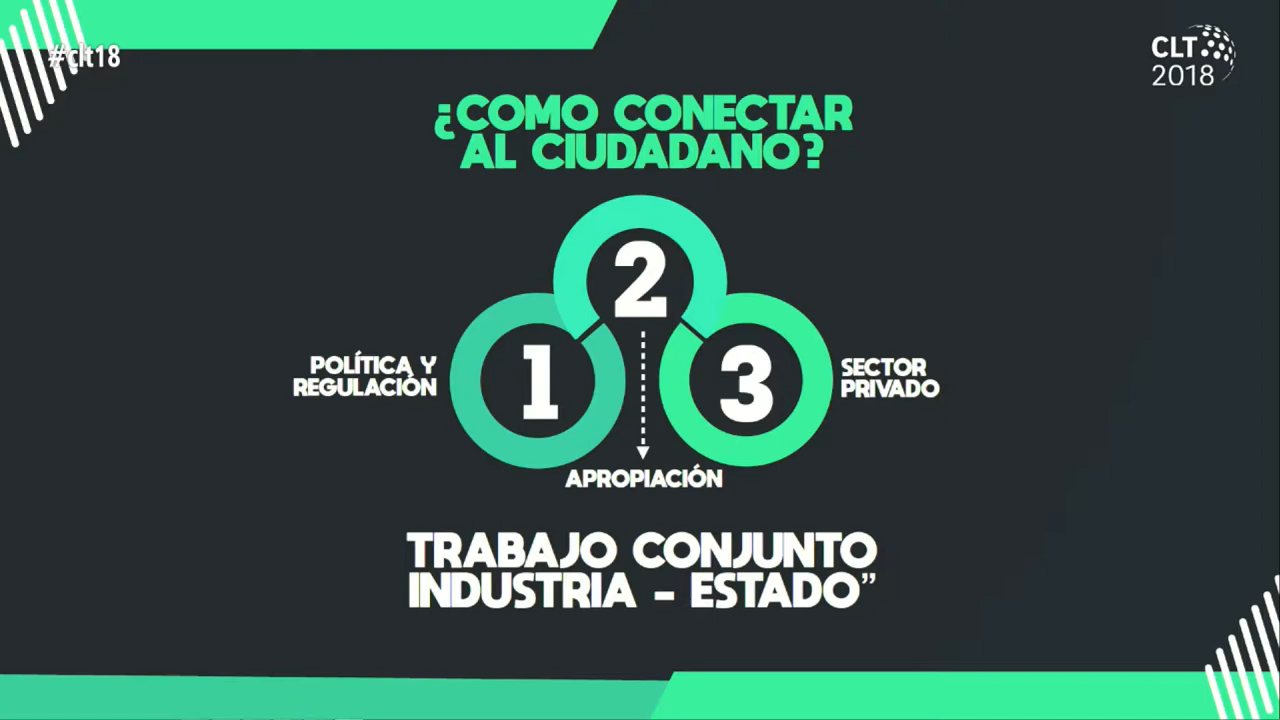 #clt18
CLT
2018
¿COMO CONECTAR
AL CIUDADANO?
2
1
3
POLÍTICA Y
REGULACIÓN
SECTOR
PRIVADO
APROPIACIÓN
TRABAJO CONJUNTO
INDUSTRIA - ESTADO”